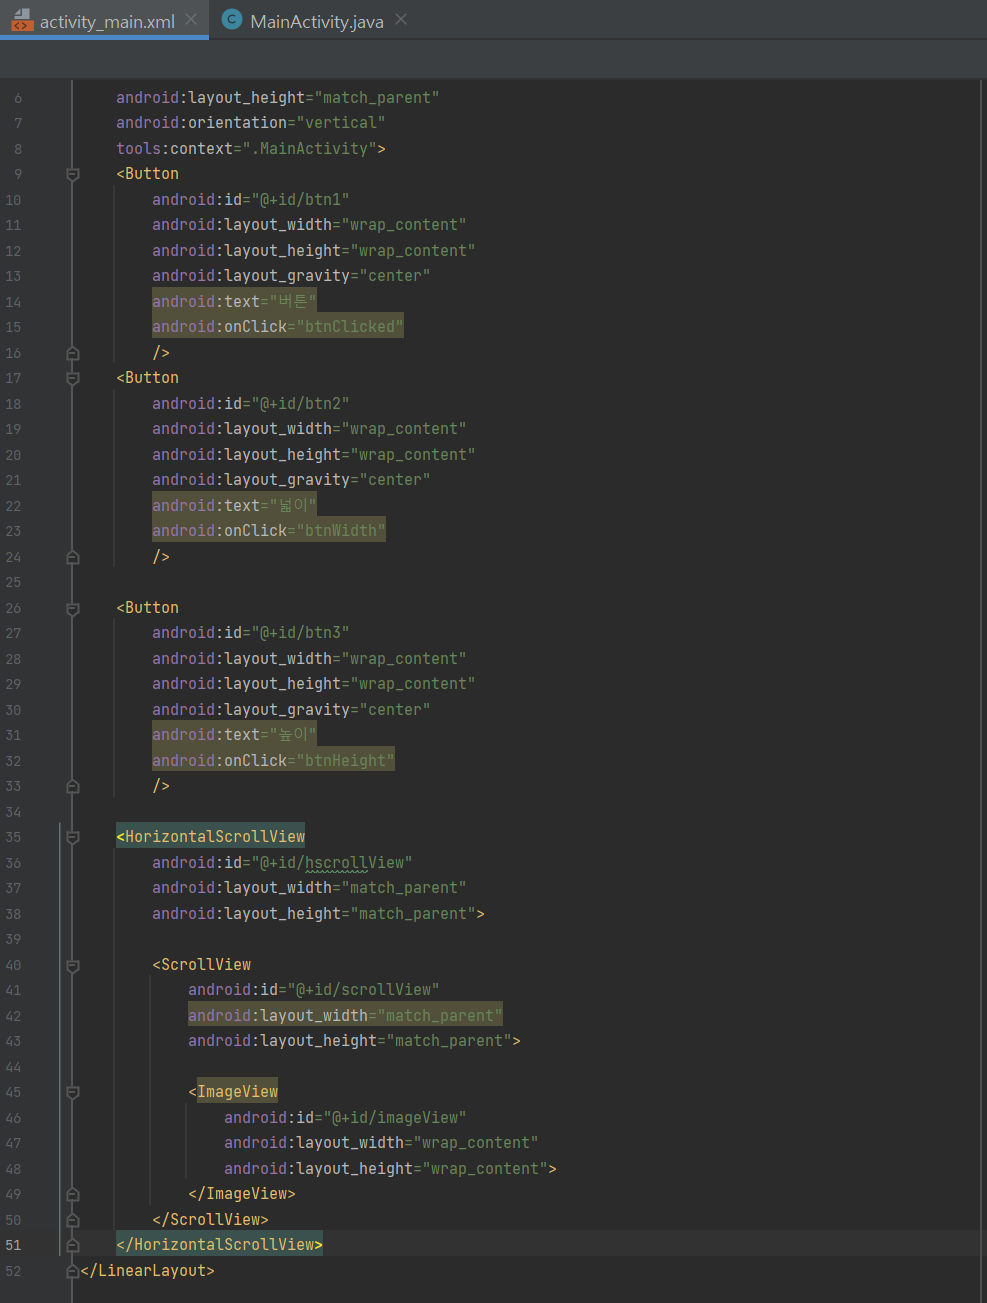 activity_main.xml
MainActivity.java
6 android:layout_height="match_parent"
7 android:orientation="vertical"
8 tools:context=".MainActivity">
9 <Button
10 android:id="@+id/btn1"
11 android:layout_width="wrap_content"
12 android:layout_height="wrap_content"
13 android:layout_gravity="center"
14 android:text="버튼"
15 android:onClick="btnClicked"
16 />
17 <Button
18 android:id="@+id/btn2"
19 android:layout_width="wrap_content"
20 android:layout_height="wrap_content"
21 android:layout_gravity="center"
22 android:text="넓이"
23 android:onClick="btnWidth"
24 />
25
26 <Button
27 android:id="@+id/btn3"
28 android:layout_width="wrap_content"
29 android:layout_height="wrap_content"
30 android:layout_gravity="center"
31 android:text="높이"
32 android:onClick="btnHeight"
33 />
34
35 <HorizontalScrollView
36 android:id="@+id/hscrollView"
37 android:layout_width="match_parent"
38 android:layout_height="match_parent">
39
40 <ScrollView
41 android:id="@+id/scrollView"
42 android:layout_width="match_parent"
43 android:layout_height="match_parent">
44
45 <ImageView
46 android:id="@+id/imageView"
47 android:layout_width="wrap_content"
48 android:layout_height="wrap_content">
49 </ImageView>
50 </ScrollView>
51 </HorizontalScrollView>
52 </LinearLayout>